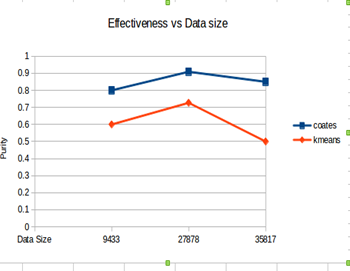 Effectiveness vs Data size
1
0.9
0.8
0.7
0.6
0.5
0.4
0.3
0.2
0.1
0
Purity
Data Size 9433 27878 35817
coates
kmeans